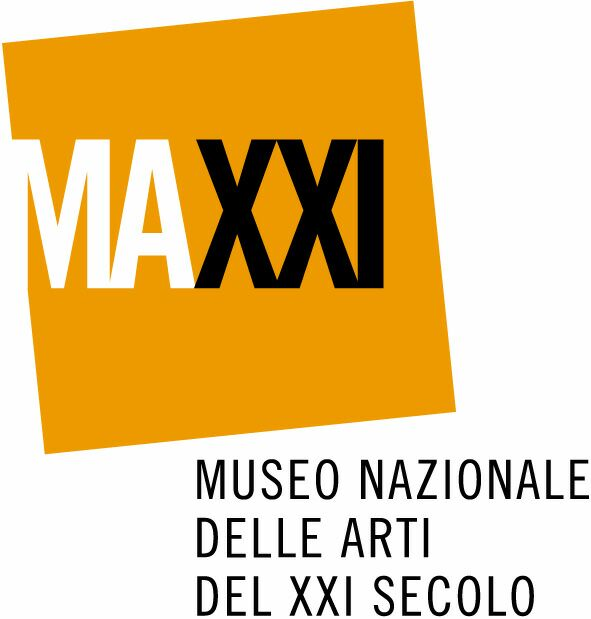 MAXXI
MUSEO NAZIONALE
DELLE ARTI
DEL XXI SECOLO